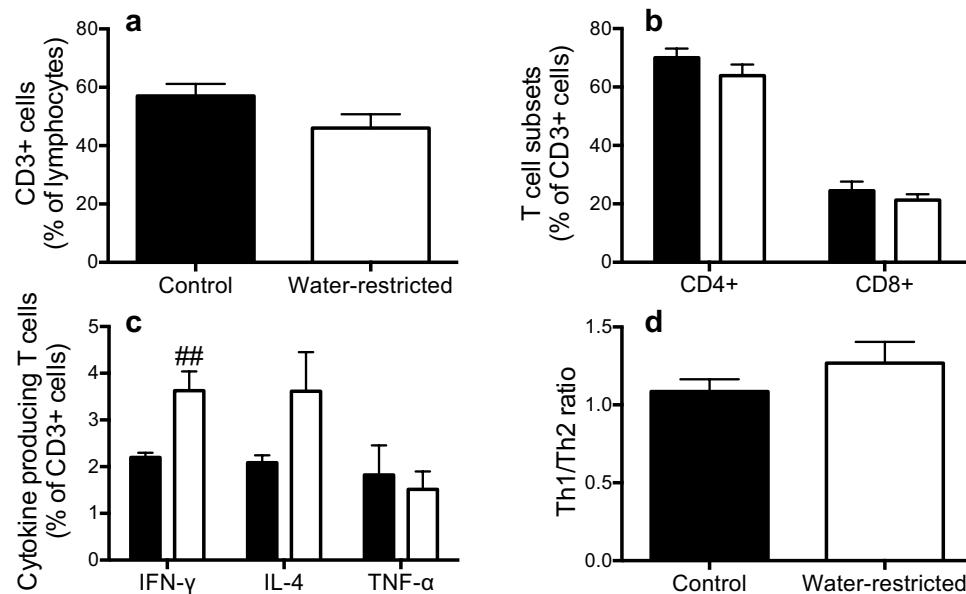 a
CD3+ cells
(% of lymphocytes)
80
60
40
20
0
Control
Water-restricted
b
T cell subsets
(% of CD3+ cells)
80
60
40
20
0
CD4+
CD8+
c
Cytokine producing T cells
(% of CD3+ cells)
5
4
3
2
1
0
##
IFN-γ
IL-4
TNF-α
d
Th1/Th2 ratio
1.5
1.0
0.5
0.0
Control
Water-restricted